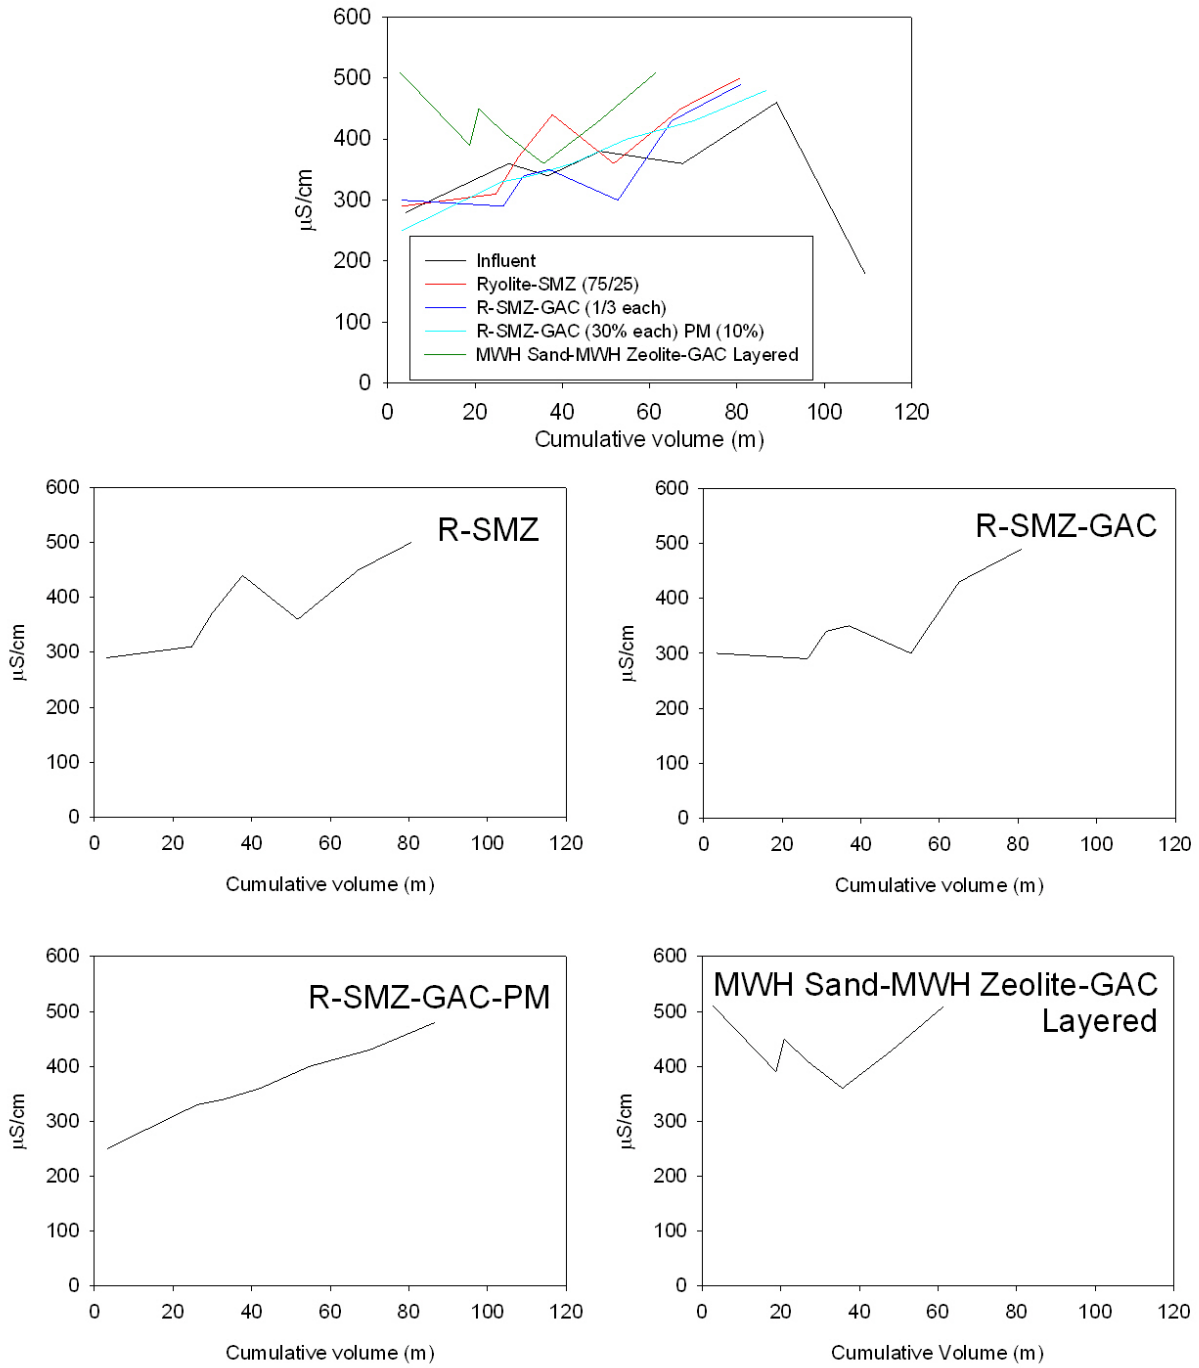 600
500
400
300
200
100
0
μS/cm
Influent
Ryolite-SMZ (75/25)
R-SMZ-GAC (1/3 each)
R-SMZ-GAC (30% each) PM (10%)
MWH Sand-MWH Zeolite-GAC Layered
0 20 40 60 80 100 120
Cumulative volume (m)
600
500
400
300
200
100
0
μS/cm
R-SMZ
0 20 40 60 80 100 120
Cumulative volume (m)
600
500
400
300
200
100
0
μS/cm
R-SMZ-GAC
0 20 40 60 80 100 120
Cumulative volume (m)
600
500
400
300
200
100
0
μS/cm
R-SMZ-GAC-PM
0 20 40 60 80 100 120
Cumulative volume (m)
600
500
400
300
200
100
0
μS/cm
MWH Sand-MWH Zeolite-GAC
Layered
0 20 40 60 80 100 120
Cumulative Volume (m)